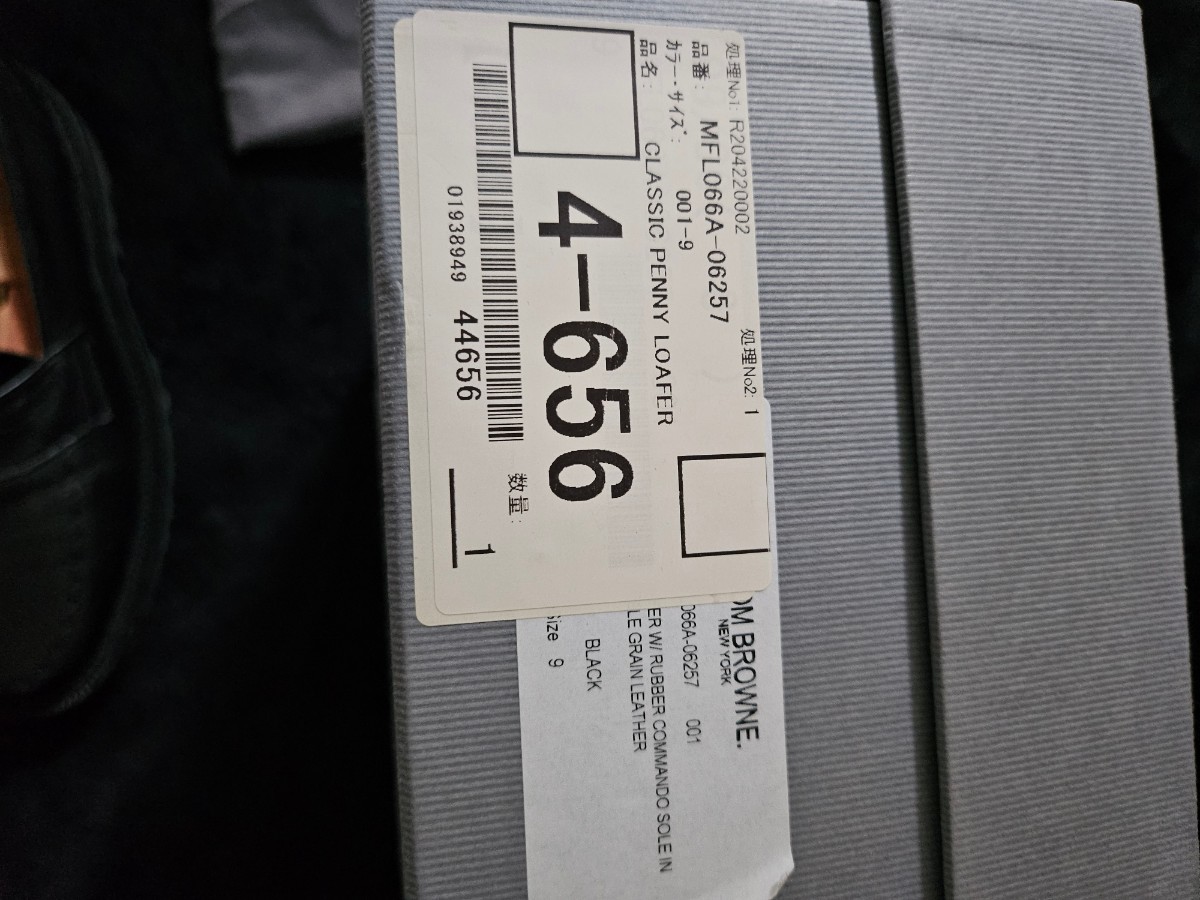 処理No1: R204220002
処理No2: 1
品番: MFL066A-06257
カラー・サイズ: 001-9
品名: CLASSIC PENNY LOAFER
4-656
数量: 1
01938949 44656
OM BROWNE.
NEW YORK
066A-06257 001
ER W/ RUBBER COMMANDO SOLE IN
LE GRAIN LEATHER
BLACK
Size 9